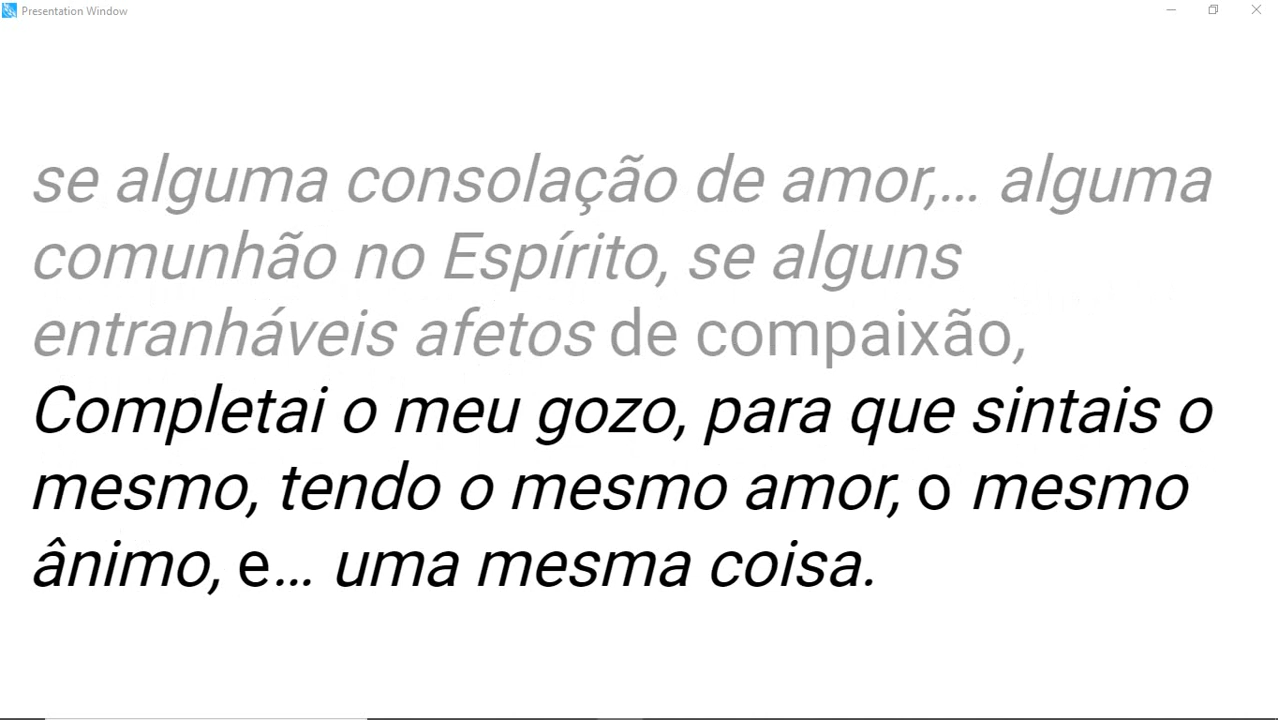 Presentation Window
se alguma consolação de amor,... alguma
comunhão no Espírito, se alguns
entranháveis afetos de compaixão,
Completai o meu gozo, para que sintais o
mesmo, tendo o mesmo amor, o mesmo
ânimo, e... uma mesma coisa.